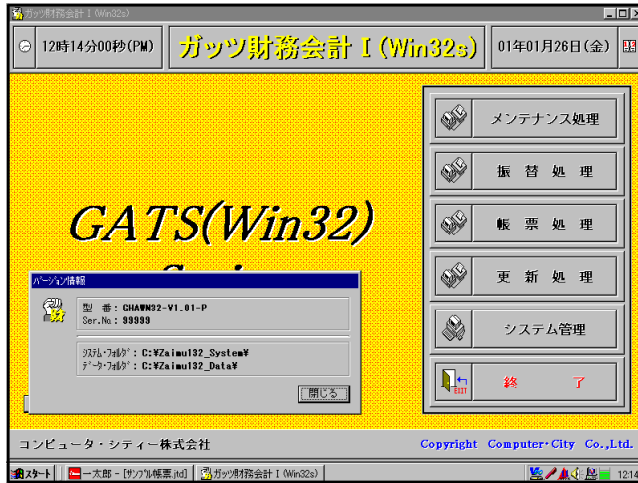 ガッツ財務会計Ⅰ(Win32s)
12時14分00秒(PM)
ガッツ財務会計Ⅰ(Win32s)
01年01月26日(金)
メンテナンス処理
振 替 処 理
帳 票 処 理
更 新 処 理
システム管理
EXIT
終 了
GATS(Win32)
バージョン情報
型 番 : GHAWN32-V1.01-P
Ser.No : 99999
システム・フォルダ : C:¥Zaimu132_System¥
データ・フォルダ : C:¥Zaimu132_Data¥
閉じる
コンピュータ・シティー株式会社
Copyright Computer・City Co.,Ltd.
スタート
一太郎 - [サンプル帳票.jtd]
ガッツ財務会計Ⅰ(Win32s)
12:14